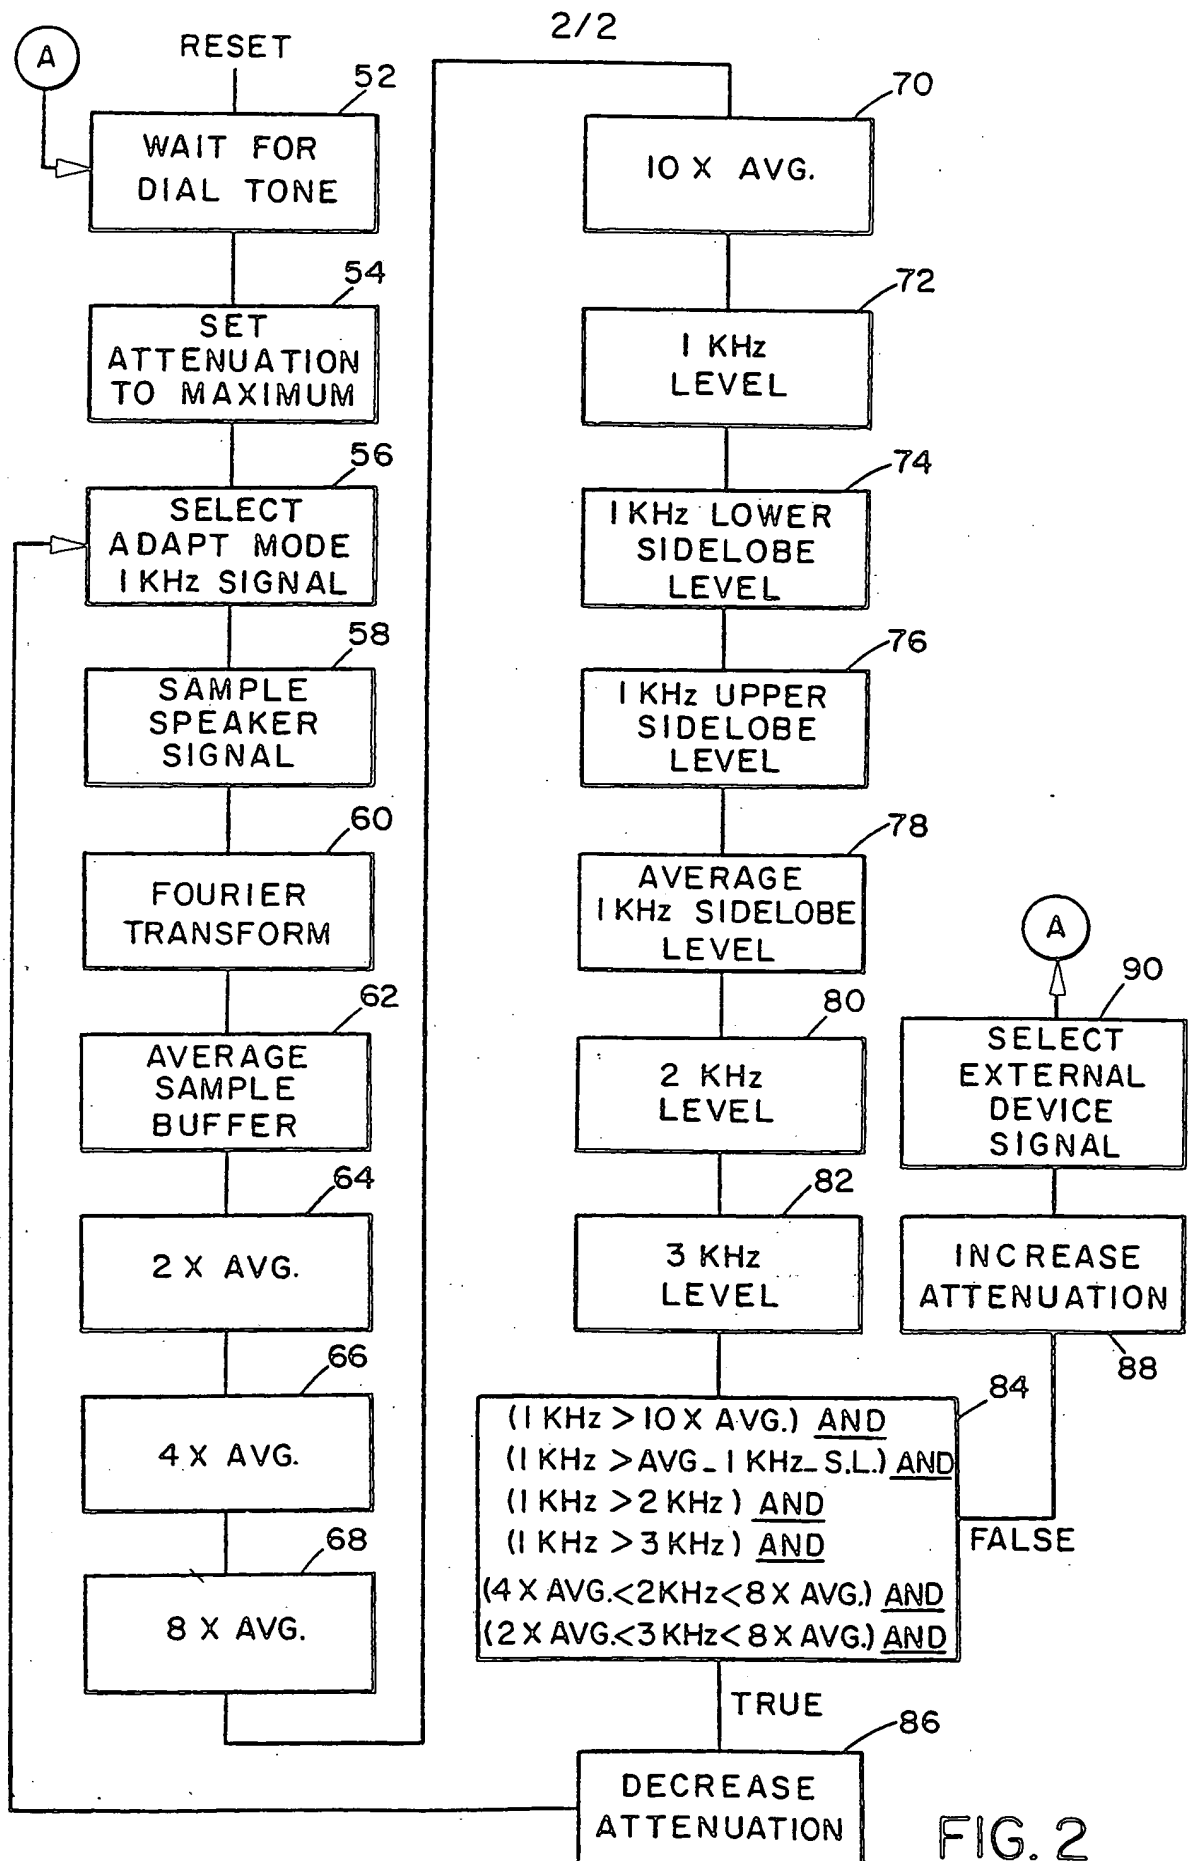 2/2
A
RESET
52
WAIT FOR
DIAL TONE
54
SET
ATTENUATION
TO MAXIMUM
56
SELECT
ADAPT MODE
1 KHz SIGNAL
58
SAMPLE
SPEAKER
SIGNAL
60
FOURIER
TRANSFORM
62
AVERAGE
SAMPLE
BUFFER
64
2 X AVG.
66
4 X AVG.
68
8 X AVG.
70
10 X AVG.
72
1 KHz
LEVEL
74
1 KHz LOWER
SIDELOBE
LEVEL
76
1 KHz UPPER
SIDELOBE
LEVEL
78
AVERAGE
1 KHz SIDELOBE
LEVEL
80
2 KHz
LEVEL
82
3 KHz
LEVEL
84
(1 KHz > 10 X AVG.) AND
(1 KHz > AVG_1 KHz_S.L.) AND
(1 KHz > 2 KHz) AND
(1 KHz > 3 KHz) AND
(4 X AVG.<2KHz<8 X AVG.) AND
(2 X AVG.<3KHz<8 X AVG.) AND
FALSE
TRUE
86
DECREASE
ATTENUATION
88
INCREASE
ATTENUATION
90
SELECT
EXTERNAL
DEVICE
SIGNAL
A
FIG. 2